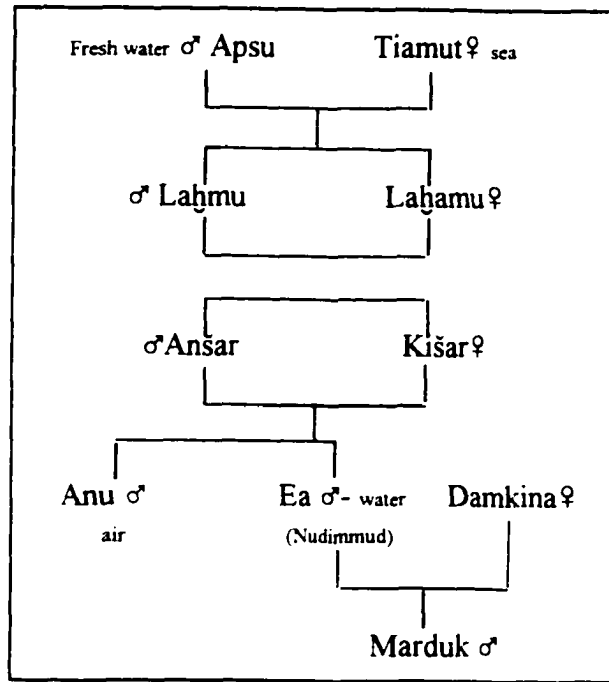 Fresh water ♂ Apsu Tiamut ♀ sea
♂ Laḫmu Laḫamu ♀
♂ Anšar Kišar ♀
Anu ♂ Ea ♂ - water Damkina ♀
air (Nudimmud)
Marduk ♂